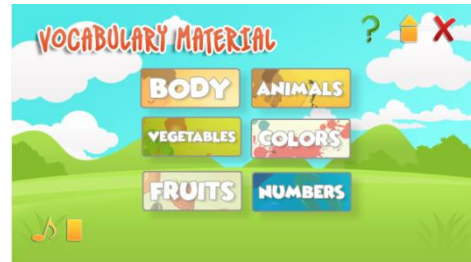 VOCABULARY MATERIAL
?
BODY
ANIMALS
VEGETABLES
COLORS
FRUITS
NUMBERS